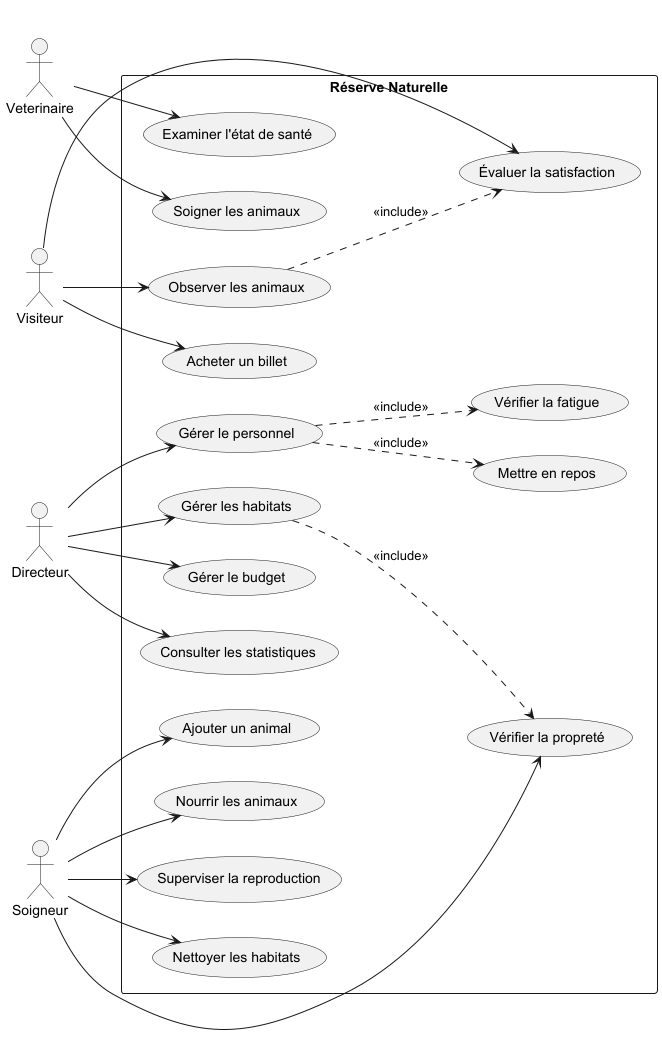 Réserve Naturelle
Veterinaire
Examiner l'état de santé
Évaluer la satisfaction
Soigner les animaux
«include»
Observer les animaux
Visiteur
Acheter un billet
Vérifier la fatigue
«include»
Gérer le personnel
«include»
Mettre en repos
Gérer les habitats
«include»
Directeur
Gérer le budget
Consulter les statistiques
Ajouter un animal
Vérifier la propreté
Nourrir les animaux
Superviser la reproduction
Soigneur
Nettoyer les habitats